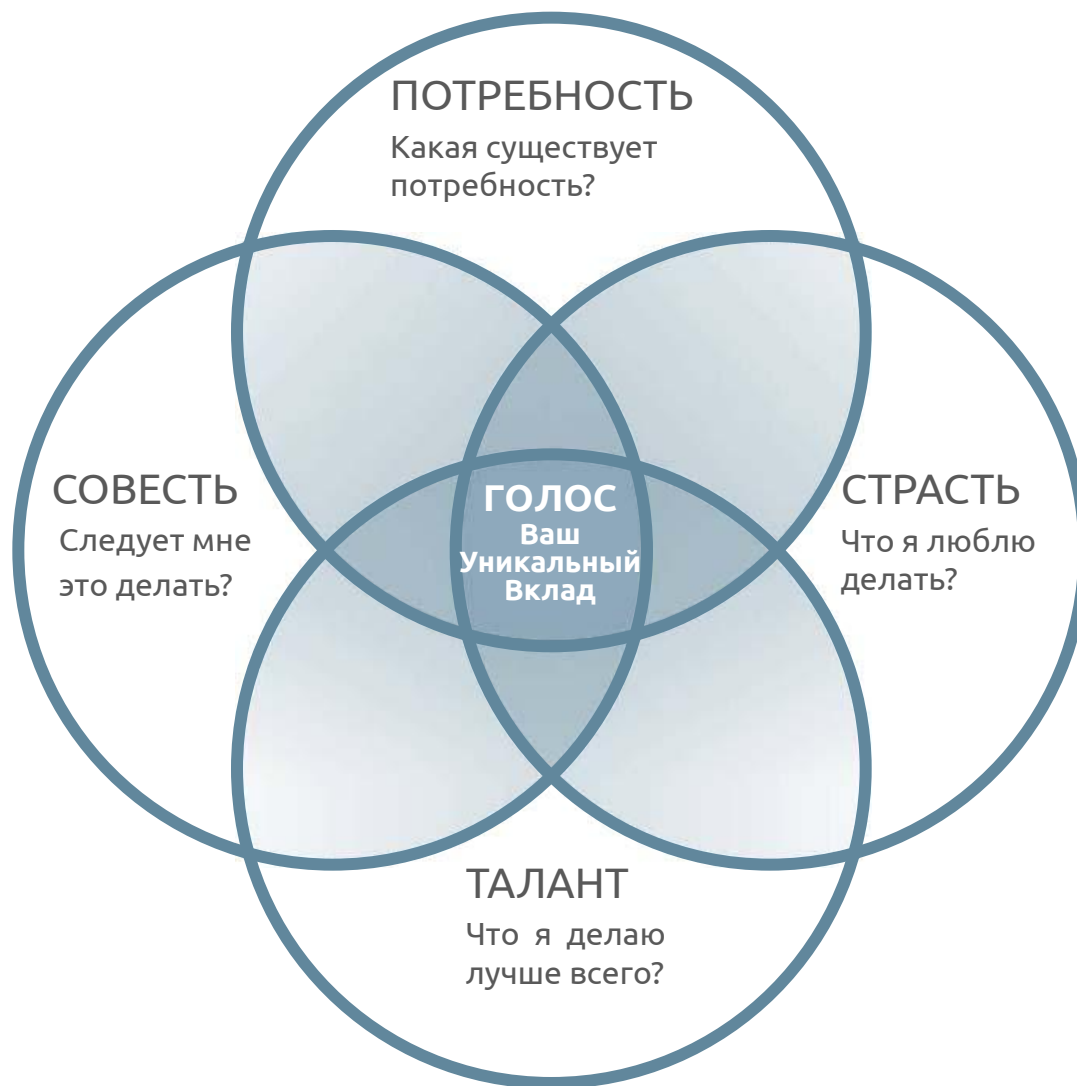 ПОТРЕБНОСТЬ
Какая существует
потребность?
СОВЕСТЬ
Следует мне
это делать?
ГОЛОС
Ваш
Уникальный
Вклад
СТРАСТЬ
Что я люблю
делать?
ТАЛАНТ
Что я делаю
лучше всего?